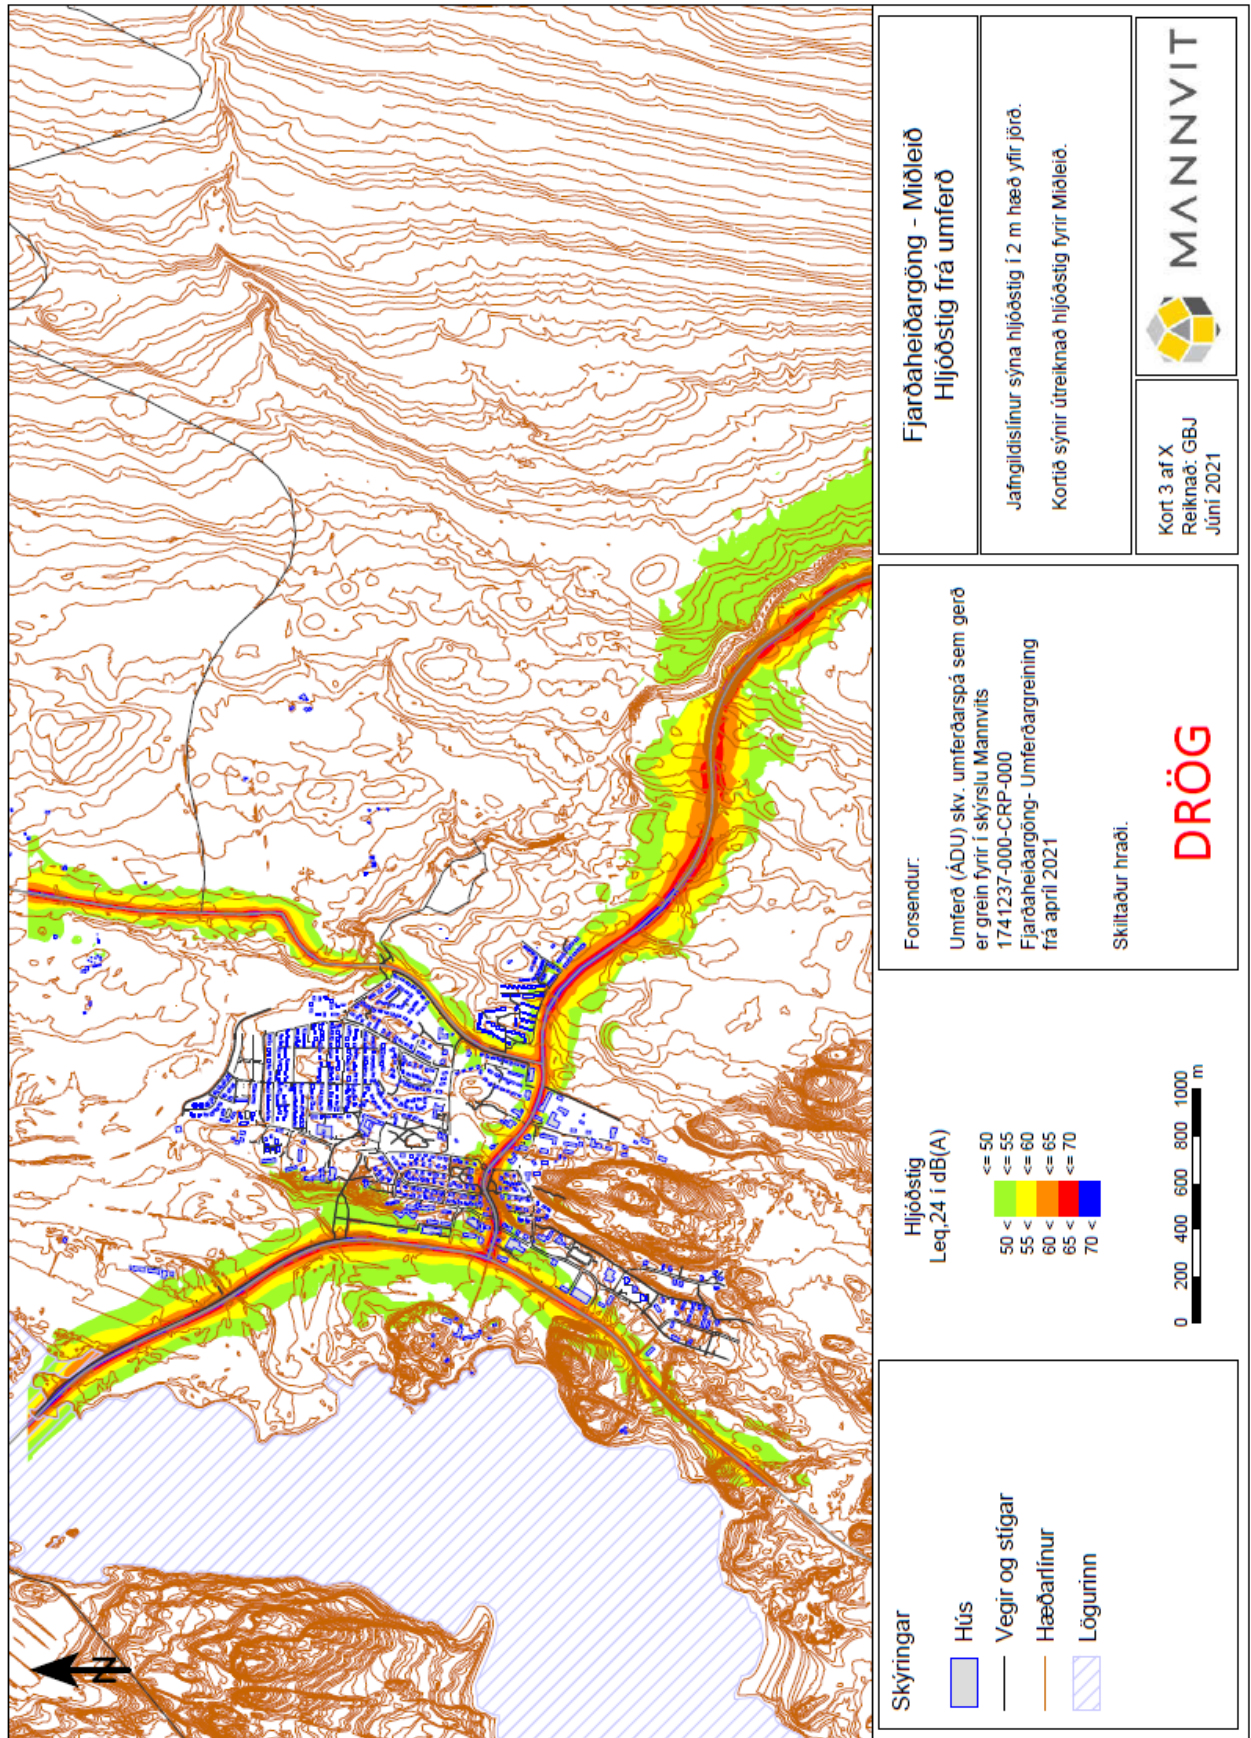 N
Skýringar
Hús
Vegir og stígar
Hæðarlínur
Lögurinn
Hljóðstig
Leq,24 í dB(A)
50 < <= 50
55 < <= 55
60 < <= 60
65 < <= 65
70 < <= 70
0 200 400 600 800 1000
m
Forsendur:
Umferð (ÁDU) skv. umferðarspá sem gerð
er grein fyrir í skýrslu Mannvits
1741237-000-CRP-000
Fjarðaheiðargöng- Umferðargreining
frá apríl 2021
Skiltaður hraði.
DRÖG
Fjarðaheiðargöng - Miðleið
Hljóðstig frá umferð
Jafngildislínur sýna hljóðstig í 2 m hæð yfir jörð.
Kortið sýnir útreiknað hljóðstig fyrir Miðleið.
Kort 3 af X
Reiknað: GBJ
Júní 2021
MANNVIT